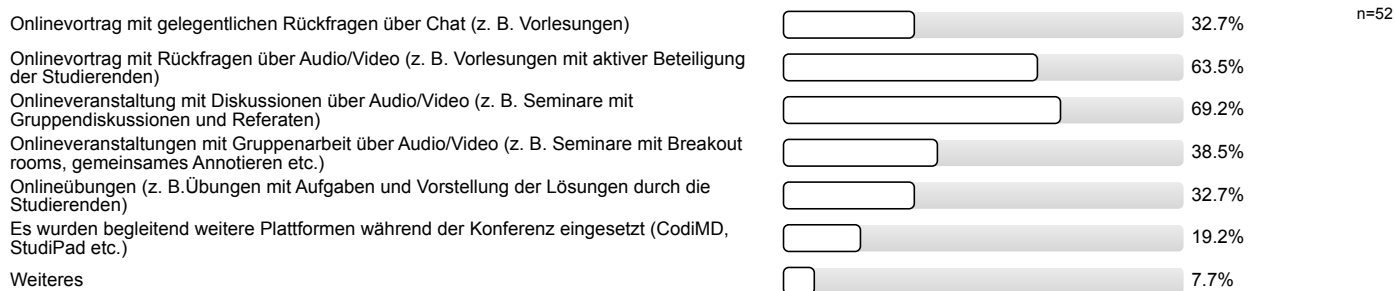 Onlinevortrag mit gelegentlichen Rückfragen über Chat (z. B. Vorlesungen) 32.7% n=52
Onlinevortrag mit Rückfragen über Audio/Video (z. B. Vorlesungen mit aktiver Beteiligung
der Studierenden) 63.5%
Onlineveranstaltung mit Diskussionen über Audio/Video (z. B. Seminare mit
Gruppendiskussionen und Referaten) 69.2%
Onlineveranstaltungen mit Gruppenarbeit über Audio/Video (z. B. Seminare mit Breakout
rooms, gemeinsames Annotieren etc.) 38.5%
Onlineübungen (z. B.Übungen mit Aufgaben und Vorstellung der Lösungen durch die
Studierenden) 32.7%
Es wurden begleitend weitere Plattformen während der Konferenz eingesetzt (CodiMD,
StudiPad etc.) 19.2%
Weiteres 7.7%